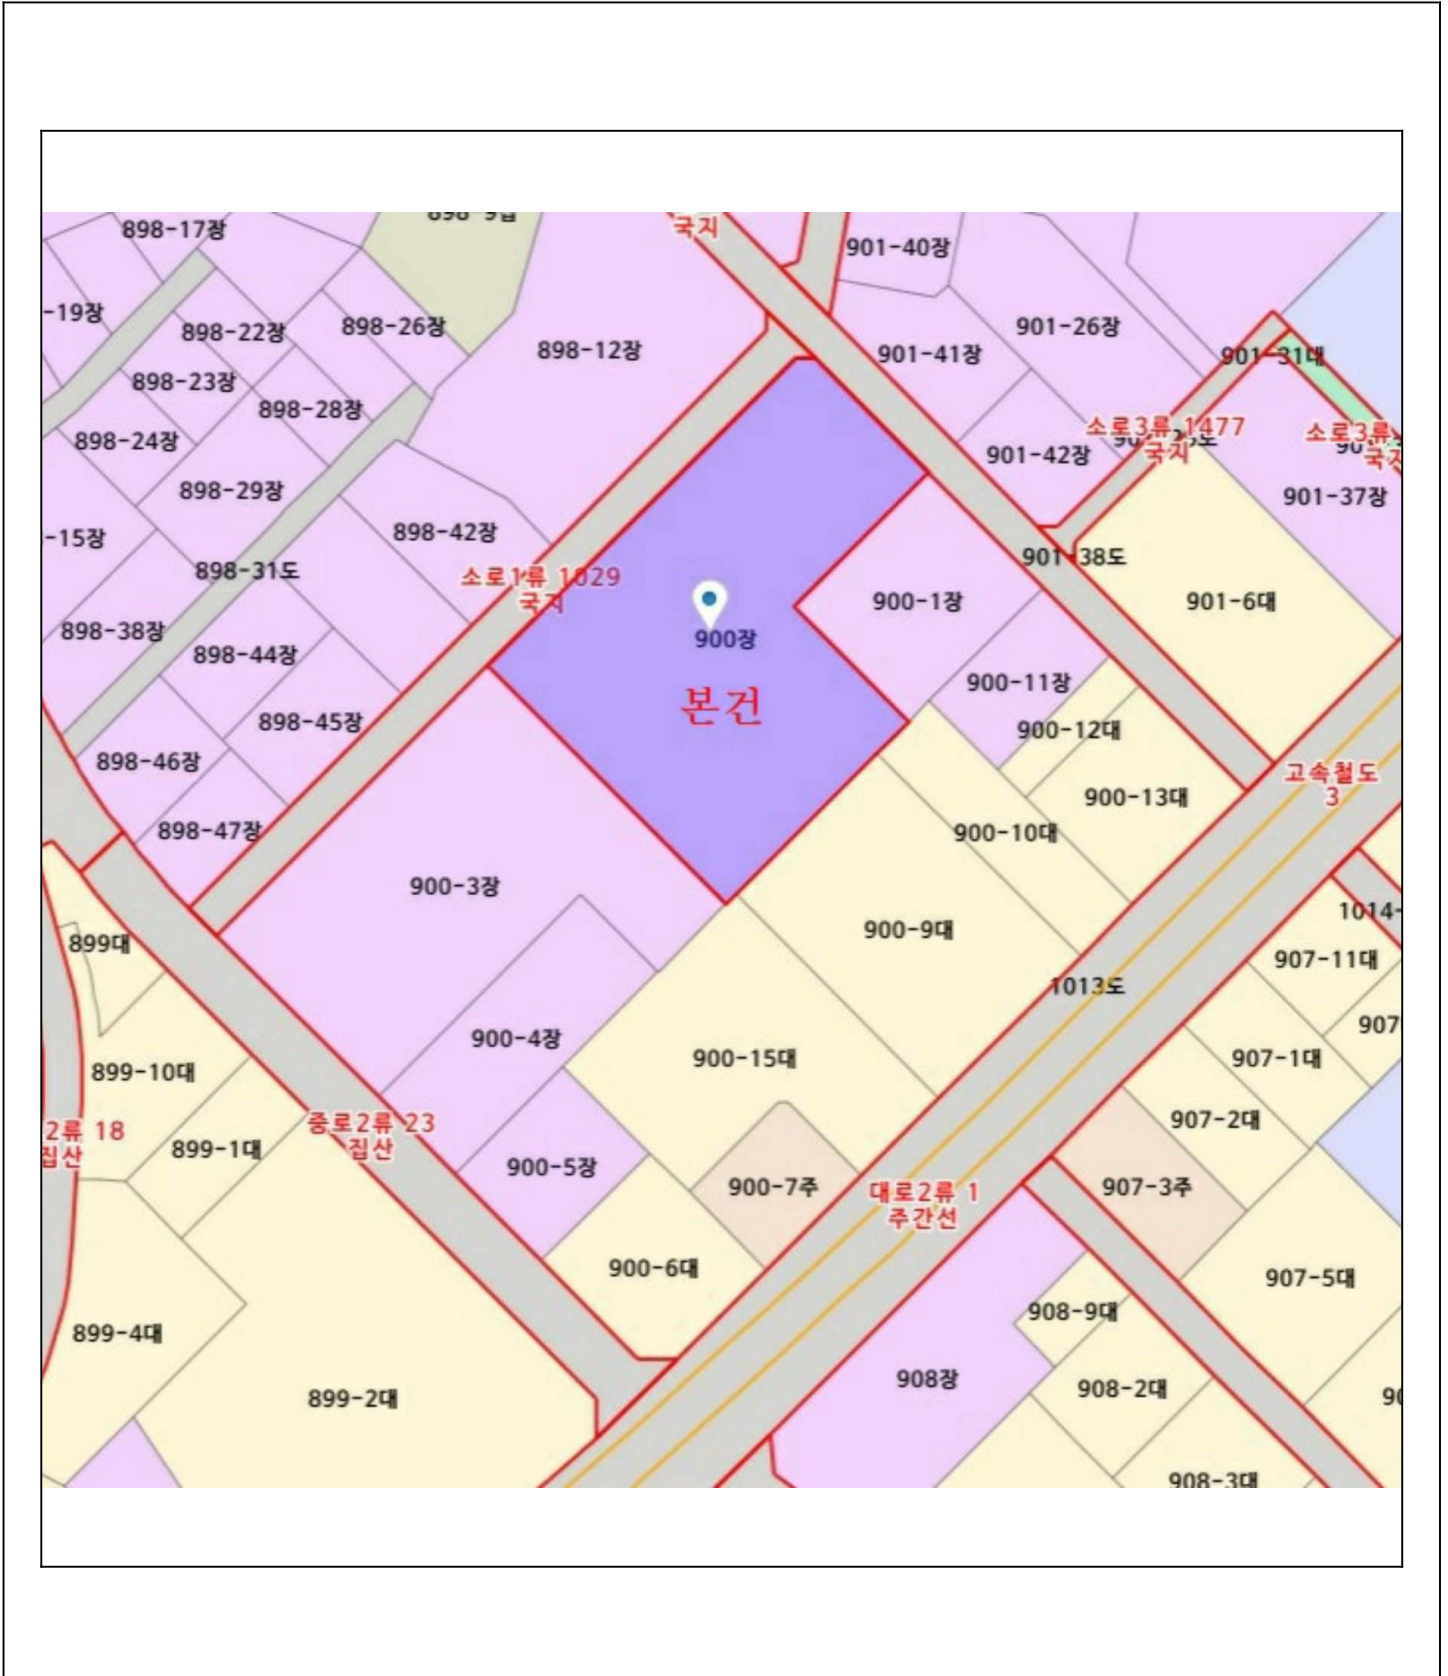 898-17장
국지
901-40장
-19장
898-22장
898-26장
898-12장
901-41장
901-26장
901-31대
898-23장
898-28장
898-24장
901-42장
소로3류 1477
국지
소로3류
898-29장
901-37장
-15장
898-42장
898-31도
소로1류 1029
국지
901-38도
898-38장
900장
900-1장
901-6대
898-44장
본건
900-11장
898-45장
900-12대
898-46장
고속철도
3
900-13대
898-47장
900-10대
900-3장
1014-
899대
900-9대
907-11대
1013도
907
900-4장
900-15대
907-1대
899-10대
2류 18
집산
중로2류 23
집산
907-2대
899-1대
900-5장
900-7주
대로2류 1
주간선
907-3주
900-6대
907-5대
899-4대
908-9대
899-2대
908장
908-2대
908-3대